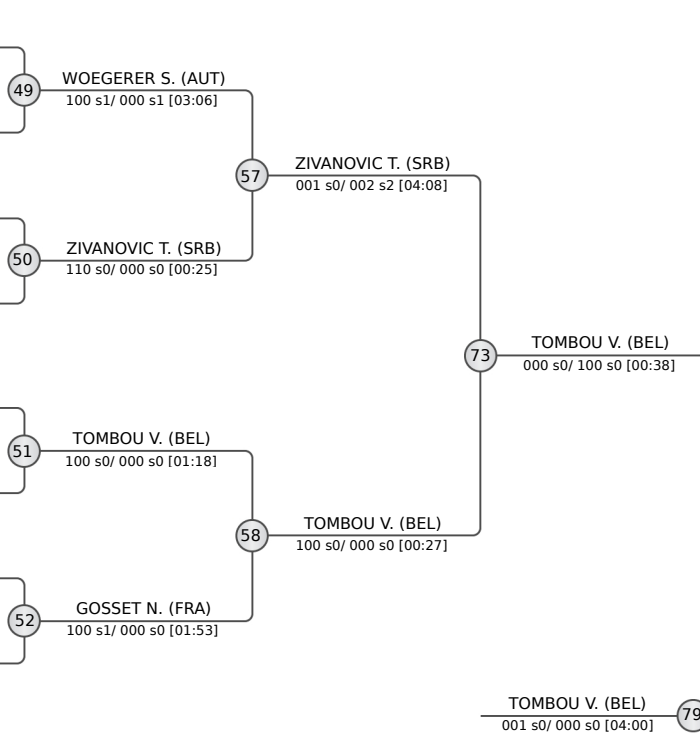 WOEGERER S. (AUT)
49
100 s1/ 000 s1 [03:06]
ZIVANOVIC T. (SRB)
57
001 s0/ 002 s2 [04:08]
ZIVANOVIC T. (SRB)
50
110 s0/ 000 s0 [00:25]
TOMBOU V. (BEL)
73
000 s0/ 100 s0 [00:38]
TOMBOU V. (BEL)
51
100 s0/ 000 s0 [01:18]
TOMBOU V. (BEL)
58
100 s0/ 000 s0 [00:27]
GOSSET N. (FRA)
52
100 s1/ 000 s0 [01:53]
TOMBOU V. (BEL)
79
001 s0/ 000 s0 [04:00]